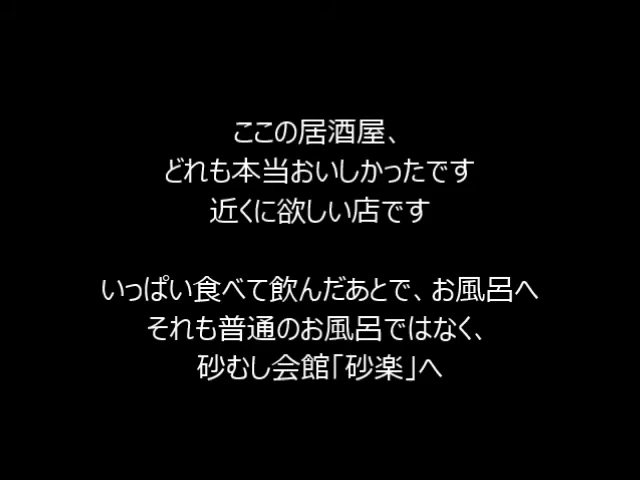 ここの居酒屋、
どれも本当おいしかったです
近くに欲しい店です
いっぱい食べて飲んだあとで、お風呂へ
それも普通のお風呂ではなく、
砂むし会館「砂楽」へ